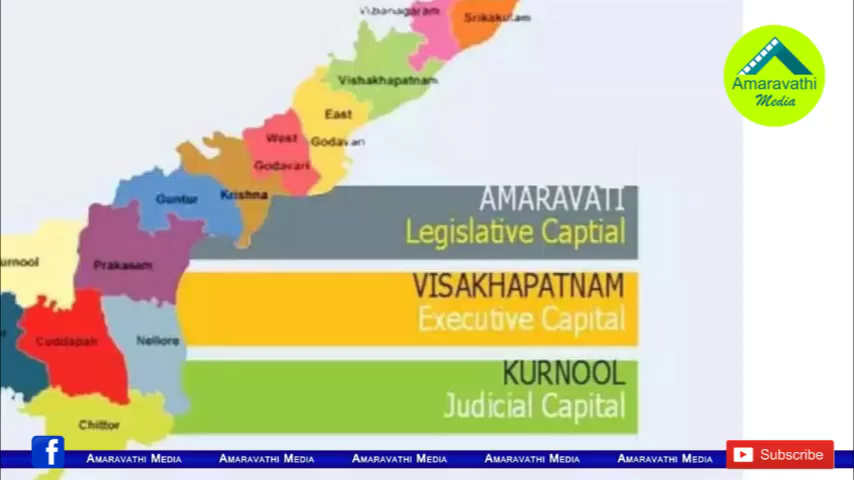 Vizianagaram
Srikakulam
Vishakhapatnam
East
Godavari
West
Godavari
Krishna
Guntur
Prakasam
urnool
Cuddapah
Nellore
Chittor
AMARAVATI
Legislative Captial
VISAKHAPATNAM
Executive Capital
KURNOOL
Judicial Capital
Amaravathi
Media
f
AMARAVATHI MEDIA AMARAVATHI MEDIA AMARAVATHI MEDIA AMARAVATHI MEDIA AMARAVATHI MEDIA
Subscribe